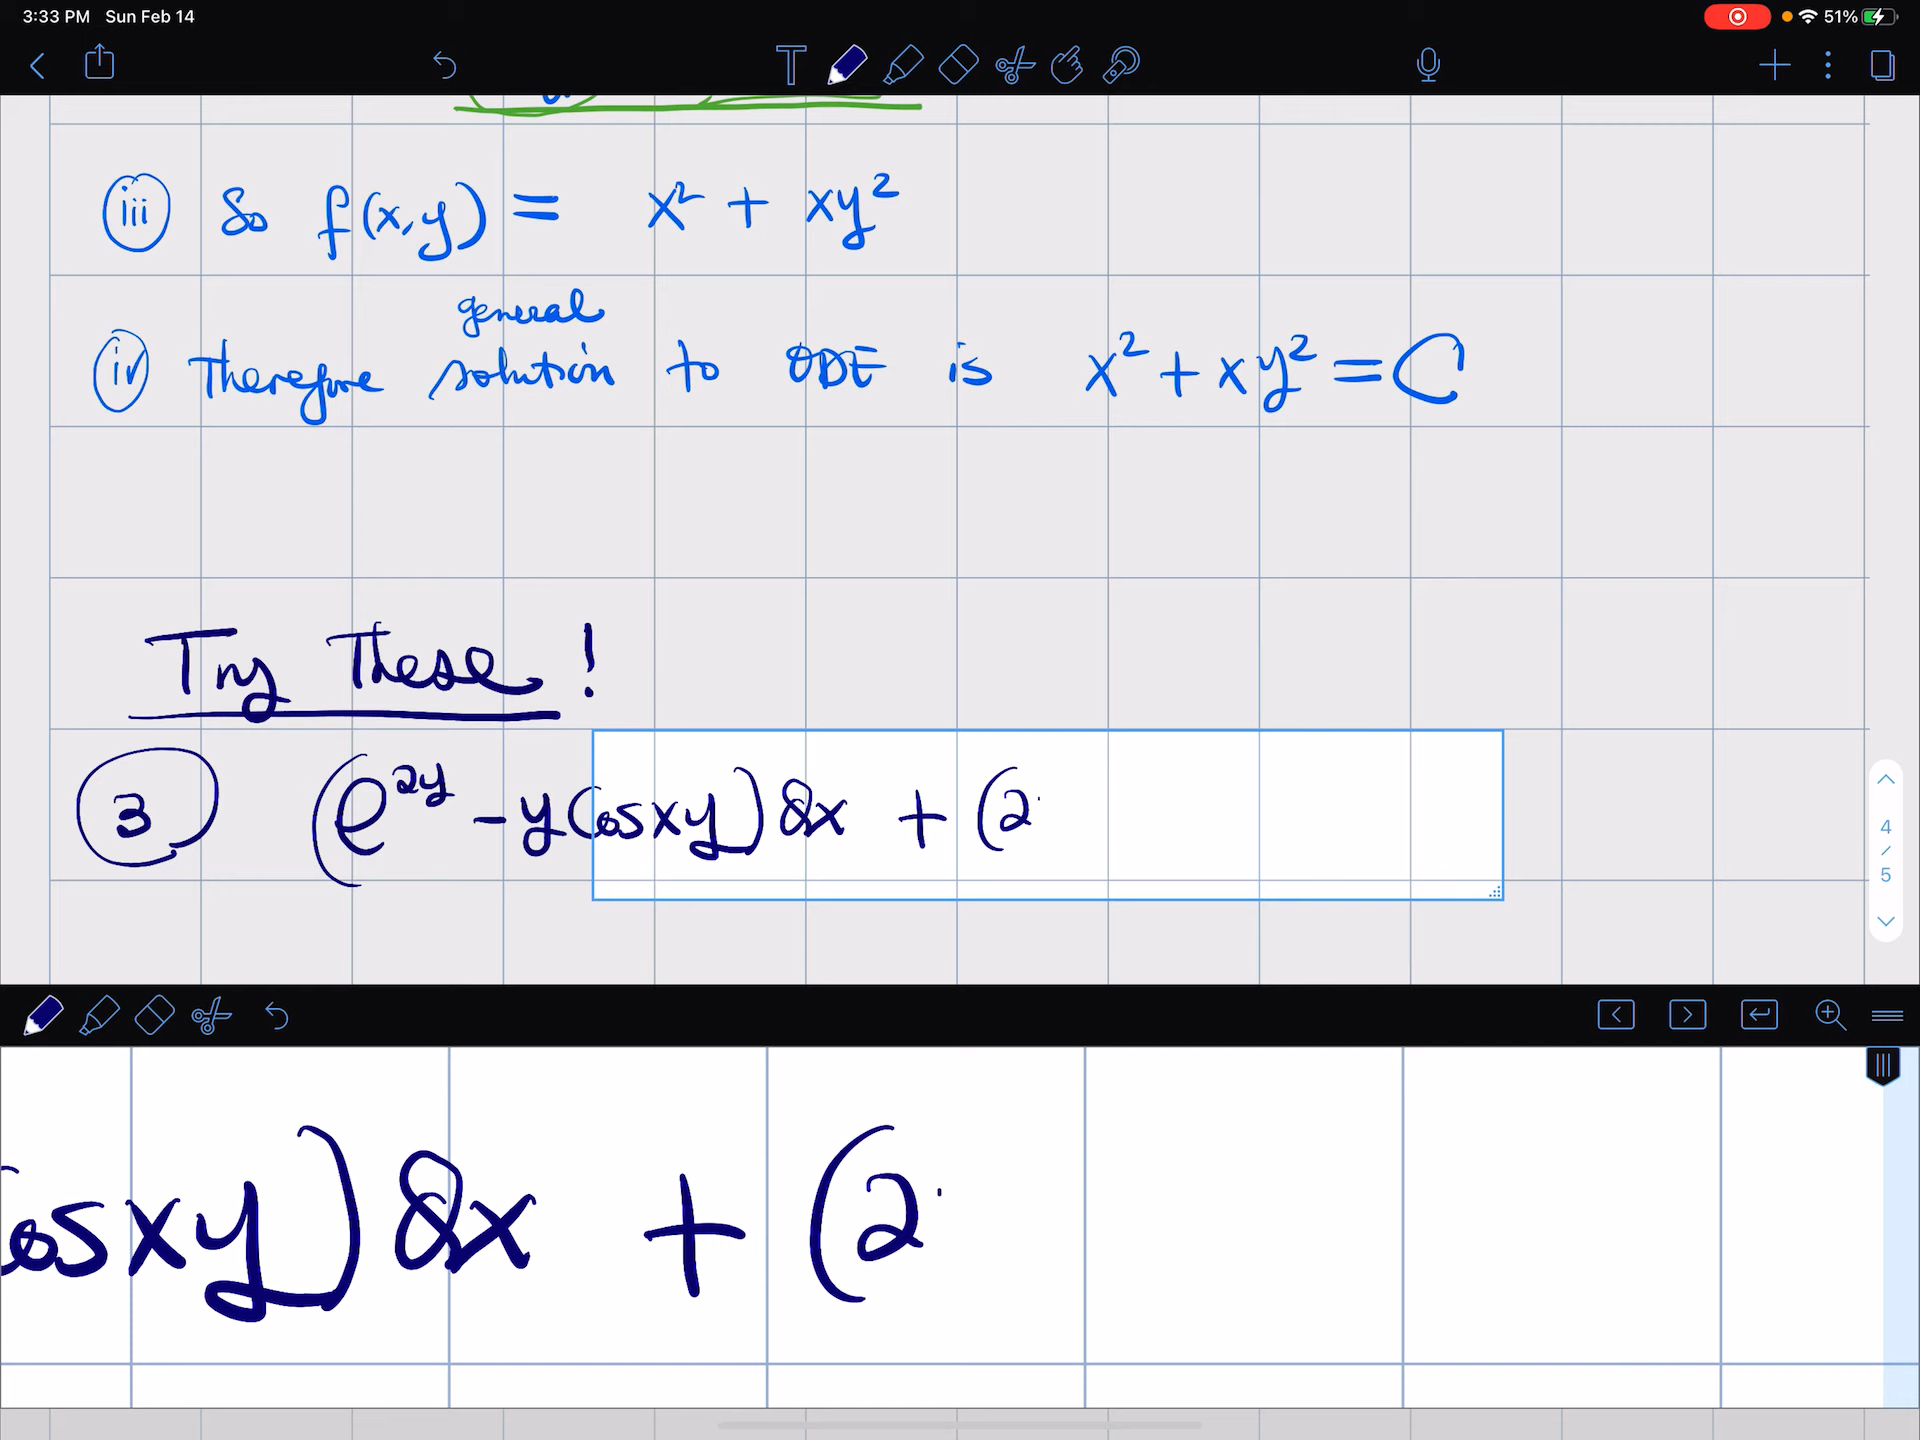 3:33 PM Sun Feb 14
51%
iii So f(x,y) = x² + xy²
general
iv Therefore solution to ODE is x² + xy² = C
Try These !
3 (e^{2y} - y cos xy) dx + (2
4
/
5
cos xy) dx + (2